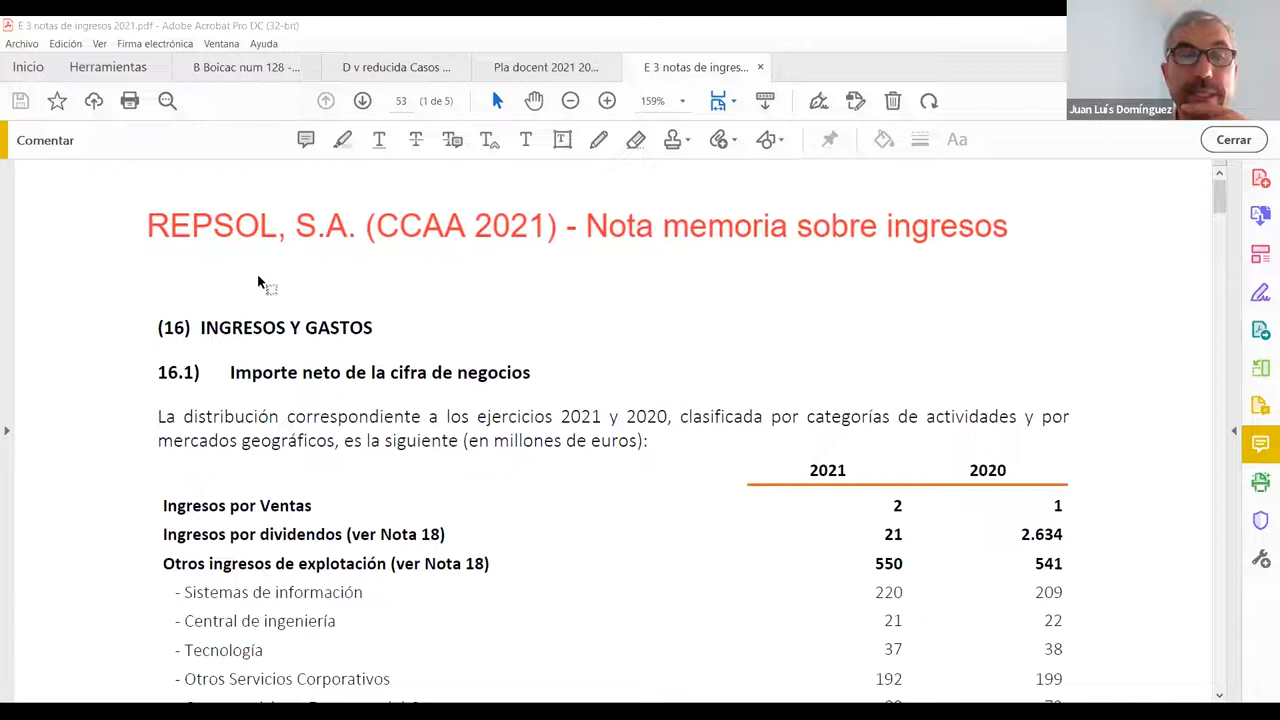 E 3 notas de ingresos 2021.pdf - Adobe Acrobat Pro DC (32-bit)
Archivo Edición Ver Firma electrónica Ventana Ayuda
Inicio Herramientas B Boicac num 128 -... D v reducida Casos ... Pla docent 2021 20... E 3 notas de ingres... ×
53 (1 de 5) 159%
Juan Luís Domínguez
Comentar Aa Cerrar
REPSOL, S.A. (CCAA 2021) - Nota memoria sobre ingresos
(16) INGRESOS Y GASTOS
16.1) Importe neto de la cifra de negocios
La distribución correspondiente a los ejercicios 2021 y 2020, clasificada por categorías de actividades y por
mercados geográficos, es la siguiente (en millones de euros):
2021 2020
Ingresos por Ventas 2 1
Ingresos por dividendos (ver Nota 18) 21 2.634
Otros ingresos de explotación (ver Nota 18) 550 541
- Sistemas de información 220 209
- Central de ingeniería 21 22
- Tecnología 37 38
- Otros Servicios Corporativos 192 199